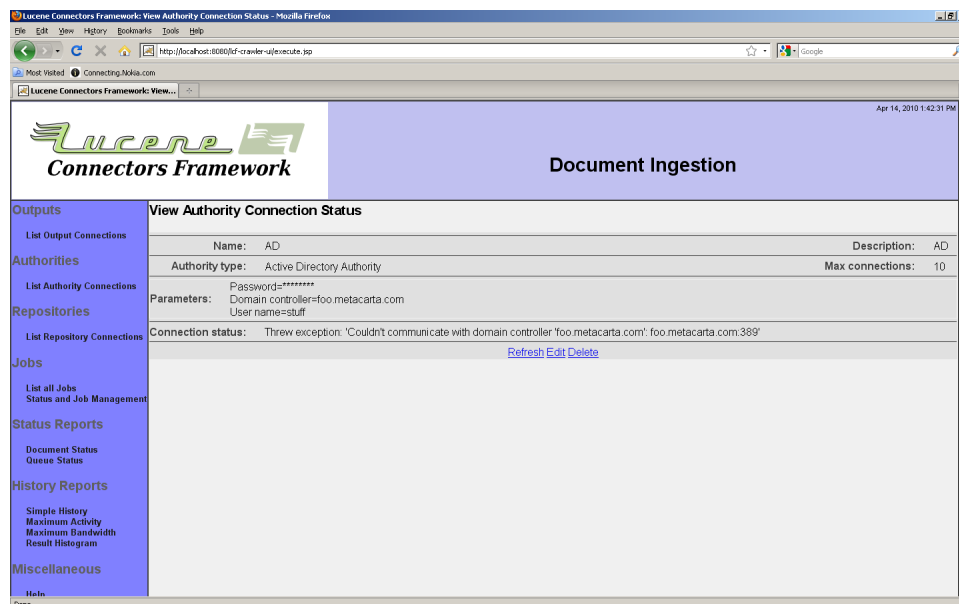 Lucene Connectors Framework: View Authority Connection Status - Mozilla Firefox
File Edit View History Bookmarks Tools Help
http://localhost:8080/lcf-crawler-ui/execute.jsp
Google
Most Visited Connecting.Nokia.com
Lucene Connectors Framework: View...
Apr 14, 2010 1:42:31 PM
Lucene
Connectors Framework
Document Ingestion
Outputs
List Output Connections
Authorities
List Authority Connections
Repositories
List Repository Connections
Jobs
List all Jobs
Status and Job Management
Status Reports
Document Status
Queue Status
History Reports
Simple History
Maximum Activity
Maximum Bandwidth
Result Histogram
Miscellaneous
Help
View Authority Connection Status
Name: AD Description: AD
Authority type: Active Directory Authority Max connections: 10
Parameters:
Password=********
Domain controller=foo.metacarta.com
User name=stuff
Connection status: Threw exception: 'Couldn't communicate with domain controller 'foo.metacarta.com': foo.metacarta.com:389'
Refresh Edit Delete